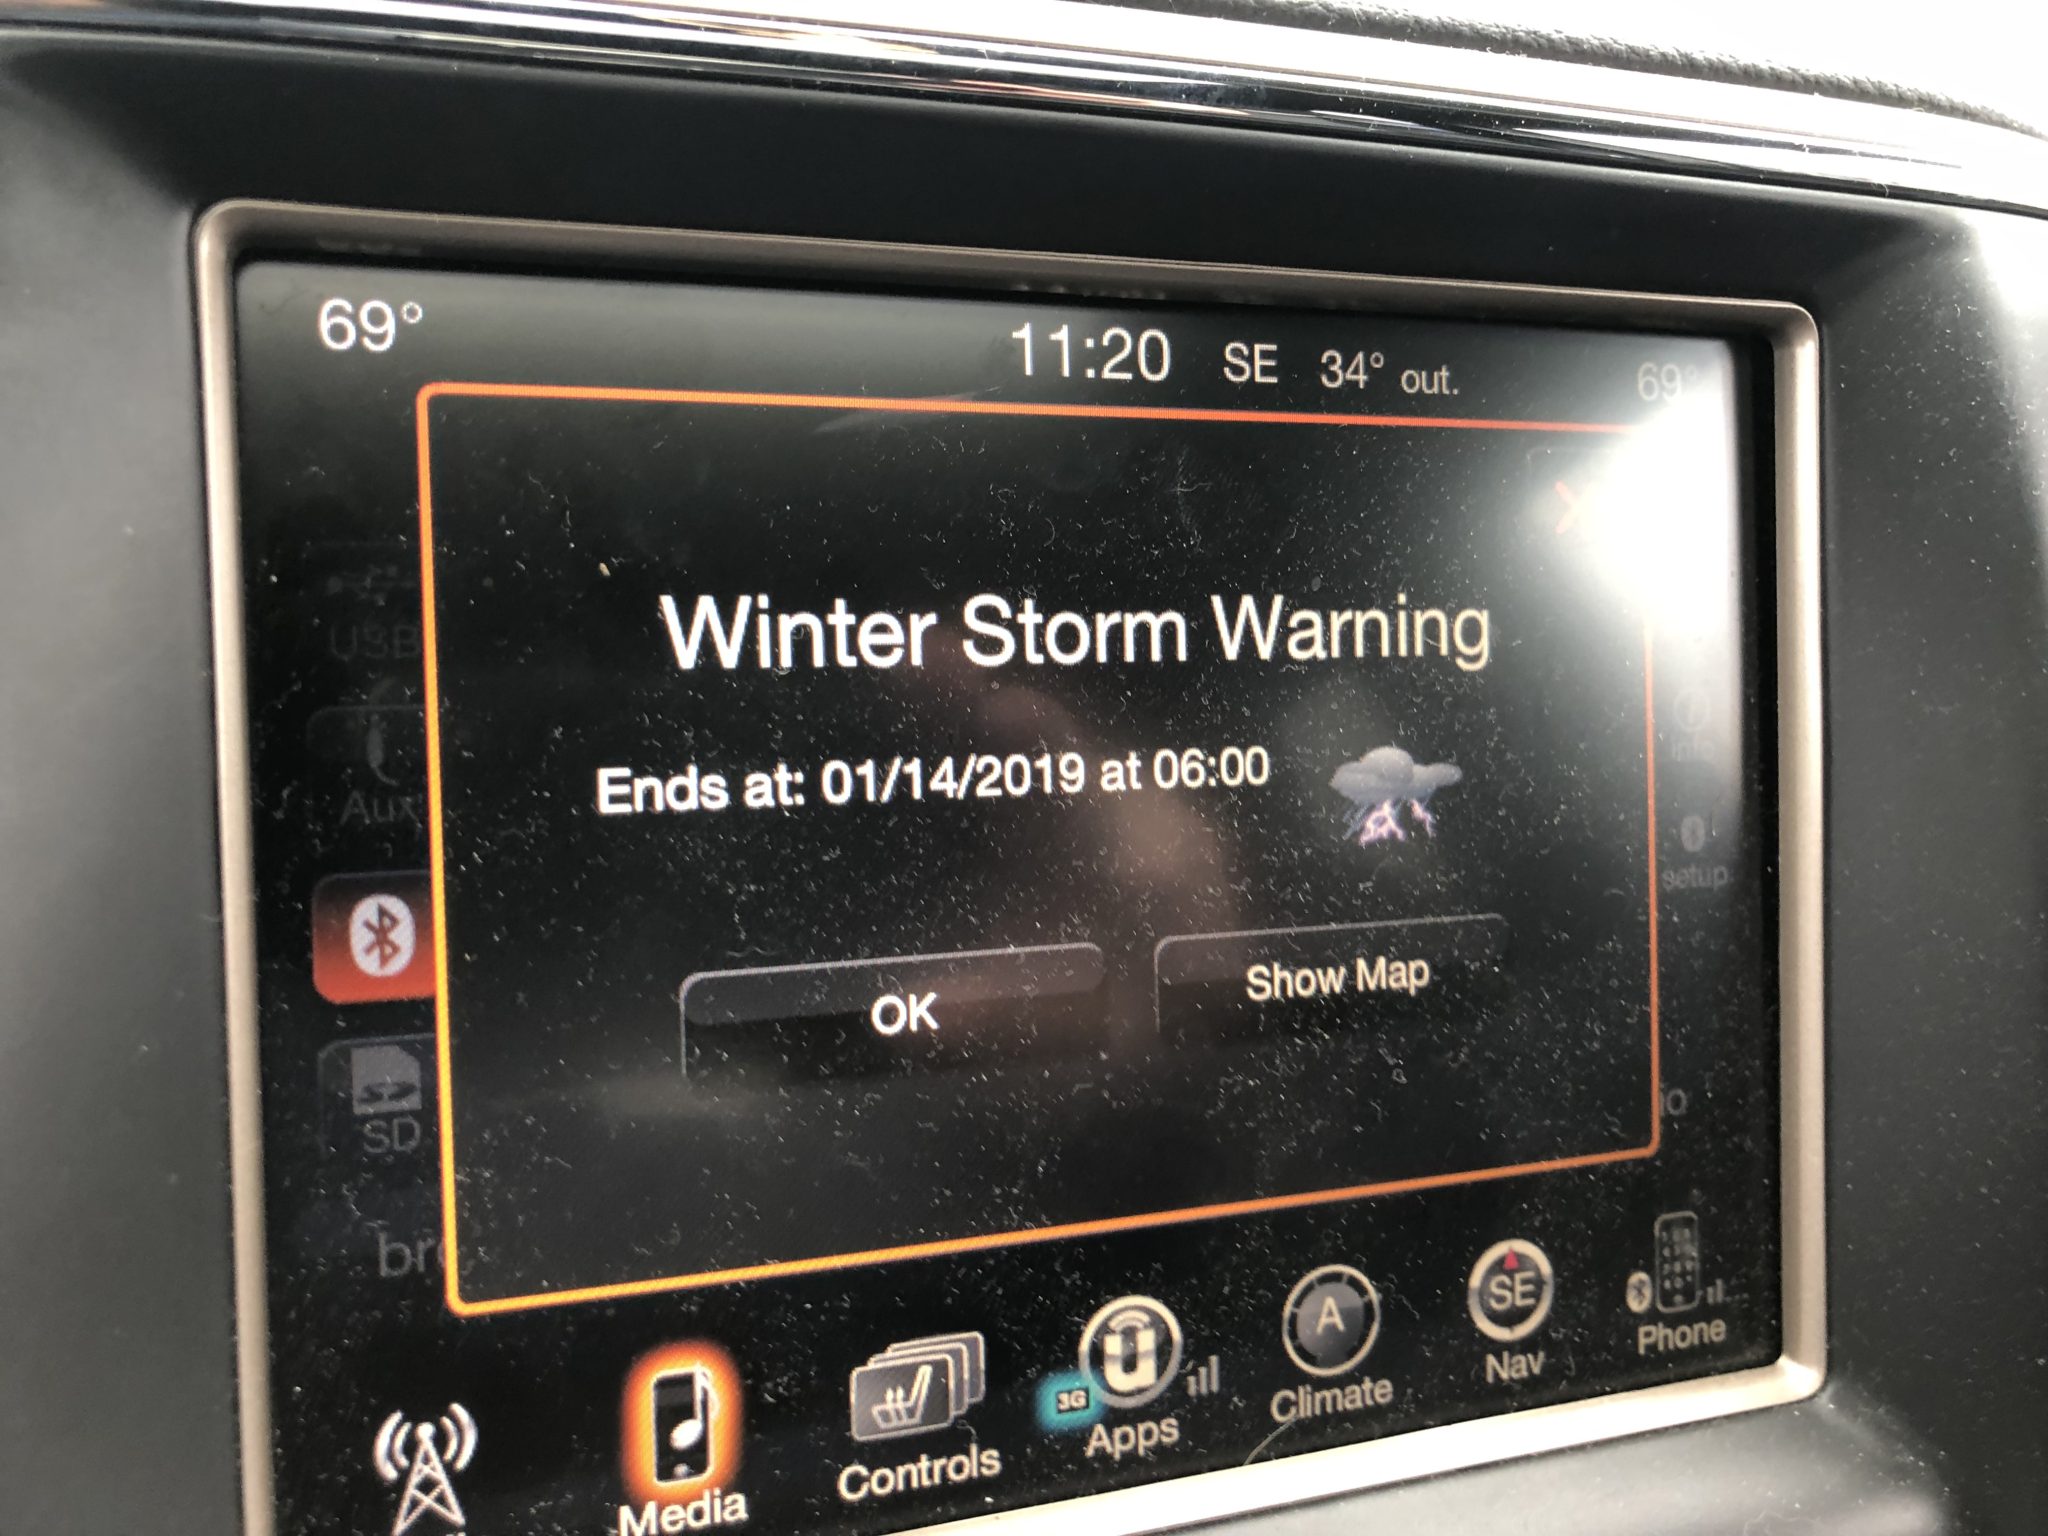 69° 11:20 SE 34° out. 69°
Winter Storm Warning
Ends at: 01/14/2019 at 06:00
OK Show Map
USB
Aux
SD
info
setup
3G
A
SE
Media Controls Apps Climate Nav Phone